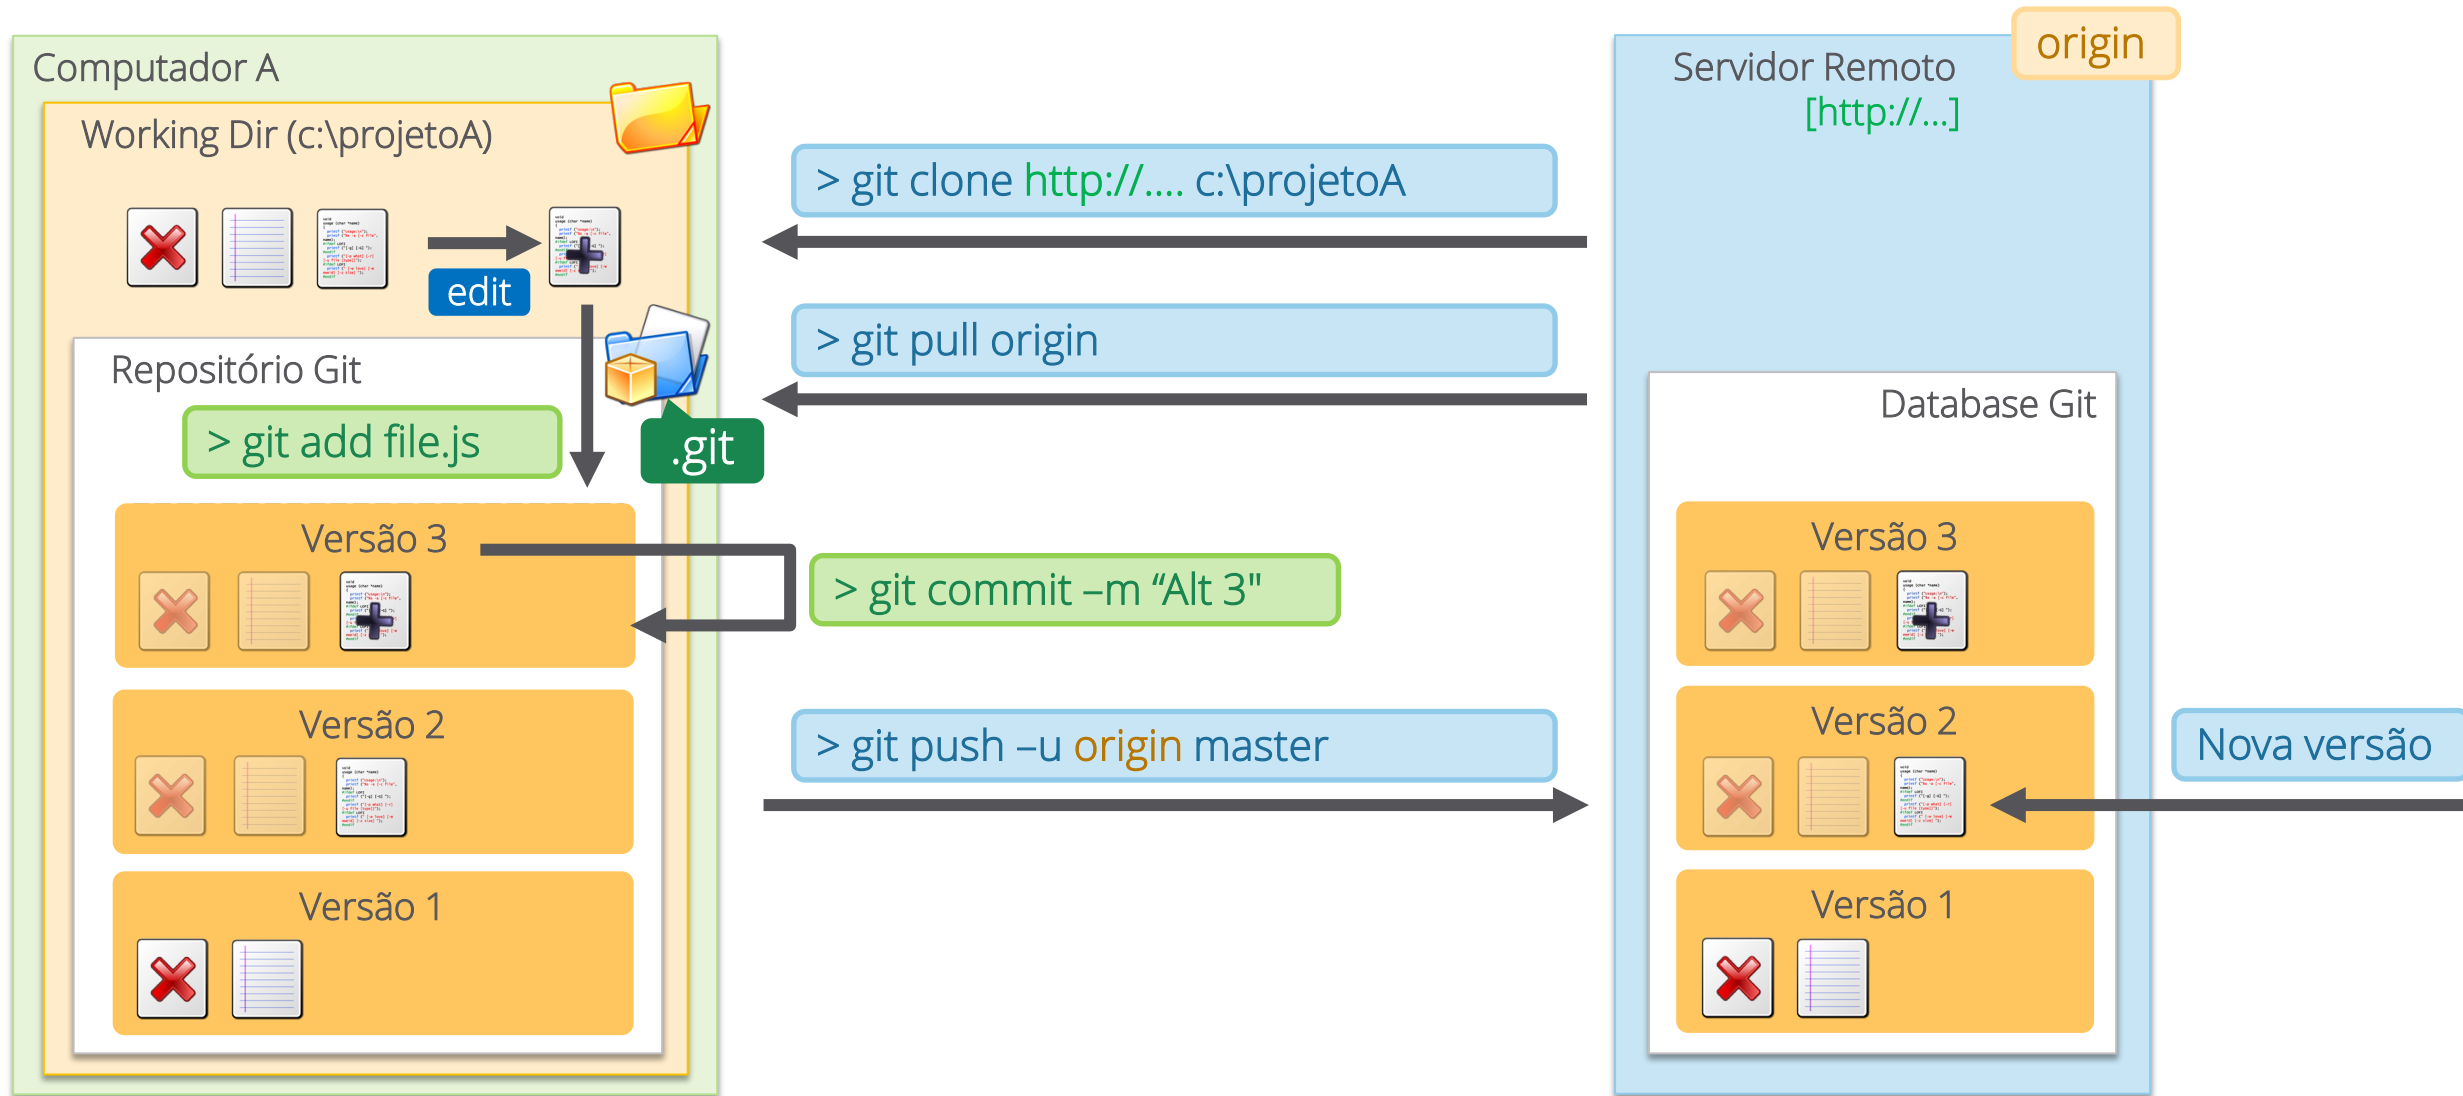 Computador A
Working Dir (c:\projetoA)
edit
Repositório Git
> git add file.js
.git
Versão 3
Versão 2
Versão 1
> git clone http://.... c:\projetoA
> git pull origin
> git commit –m “Alt 3"
> git push –u origin master
origin
Servidor Remoto
[http://...]
Database Git
Versão 3
Versão 2
Versão 1
Nova versão